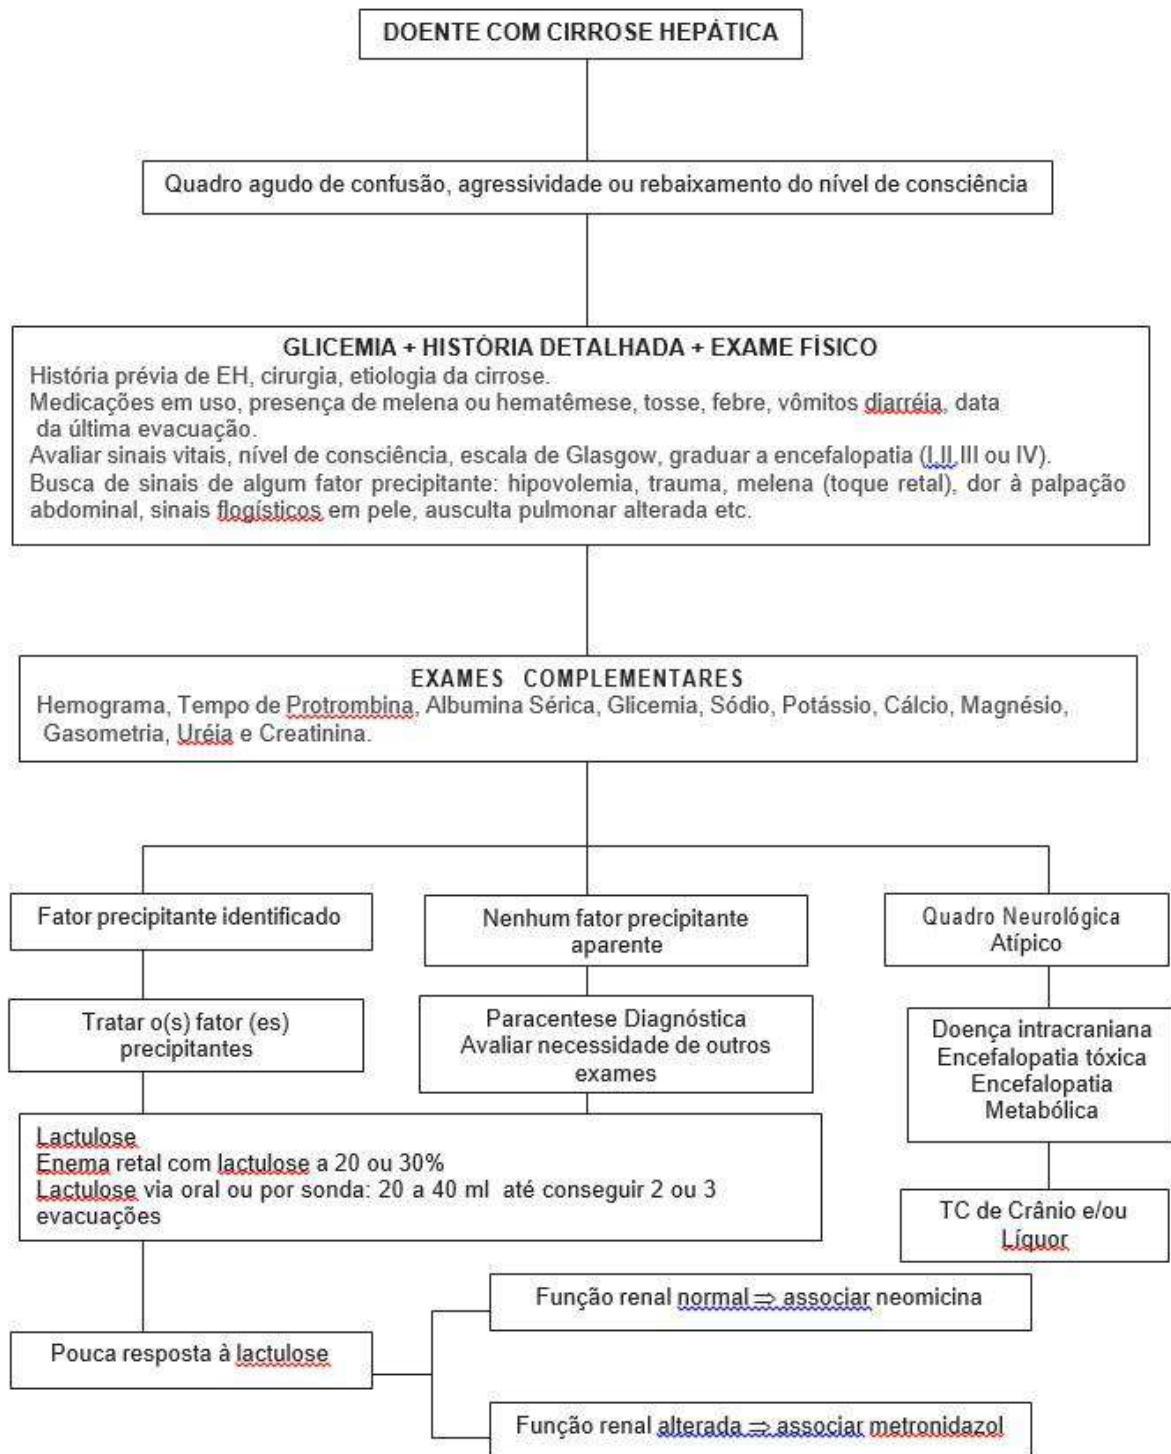 DOENTE COM CIRROSE HEPÁTICA
Quadro agudo de confusão, agressividade ou rebaixamento do nível de consciência
GLICEMIA + HISTÓRIA DETALHADA + EXAME FÍSICO
História prévia de EH, cirurgia, etiologia da cirrose.
Medicações em uso, presença de melena ou hematêmese, tosse, febre, vômitos diarréia, data
da última evacuação.
Avaliar sinais vitais, nível de consciência, escala de Glasgow, graduar a encefalopatia (I,II,III ou IV).
Busca de sinais de algum fator precipitante: hipovolemia, trauma, melena (toque retal), dor à palpação
abdominal, sinais flogísticos em pele, ausculta pulmonar alterada etc.
EXAMES COMPLEMENTARES
Hemograma, Tempo de Protrombina, Albumina Sérica, Glicemia, Sódio, Potássio, Cálcio, Magnésio,
Gasometria, Uréia e Creatinina.
Fator precipitante identificado
Nenhum fator precipitante
aparente
Quadro Neurológica
Atípico
Tratar o(s) fator (es)
precipitantes
Paracentese Diagnóstica
Avaliar necessidade de outros
exames
Doença intracraniana
Encefalopatia tóxica
Encefalopatia
Metabólica
Lactulose
Enema retal com lactulose a 20 ou 30%
Lactulose via oral ou por sonda: 20 a 40 ml até conseguir 2 ou 3
evacuações
TC de Crânio e/ou
Líquor
Função renal normal ⇒ associar neomicina
Pouca resposta à lactulose
Função renal alterada ⇒ associar metronidazol